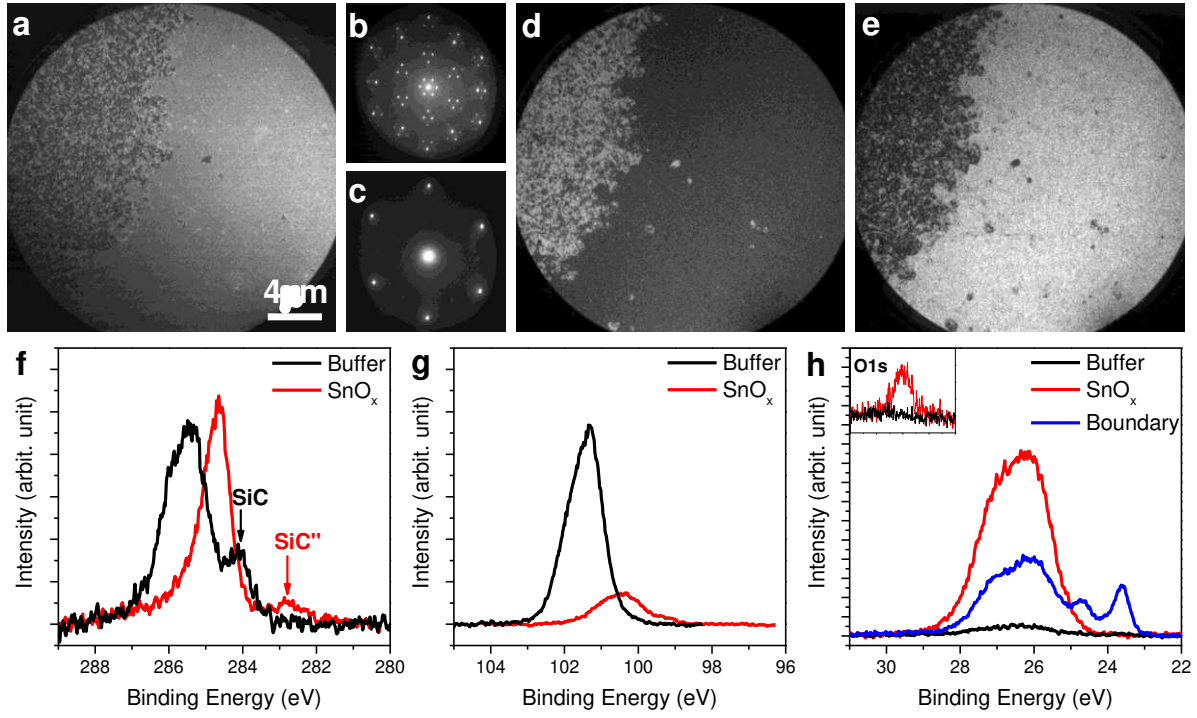 a
b
c
d
e
4μm
f
Buffer
SnOx
SiC
SiC"
Intensity (arbit. unit)
288 286 284 282 280
Binding Energy (eV)
g
Buffer
SnOx
Intensity (arbit. unit)
104 102 100 98 96
Binding Energy (eV)
h
O1s
Buffer
SnOx
Boundary
Intensity (arbit. unit)
30 28 26 24 22
Binding Energy (eV)